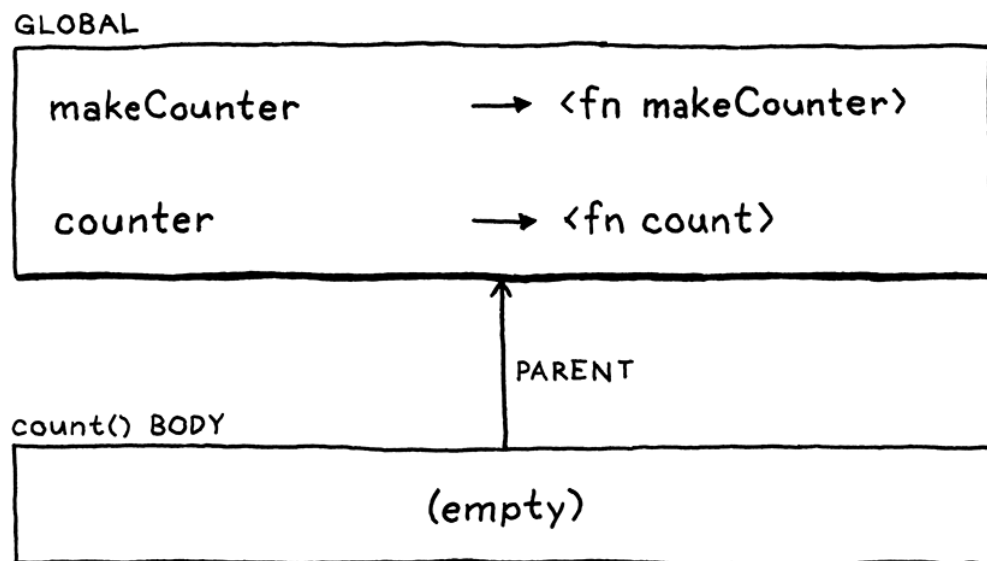 GLOBAL
makeCounter → <fn makeCounter>
counter → <fn count>
PARENT
count() BODY
(empty)